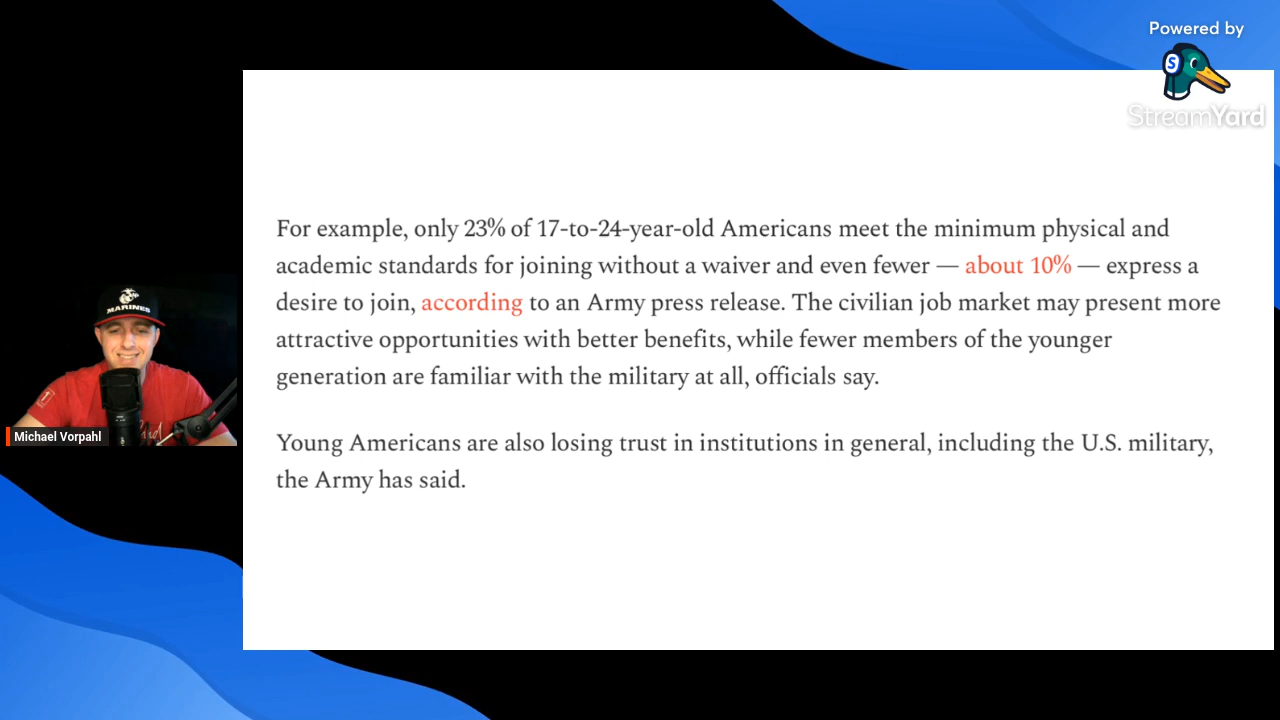 Powered by
S
StreamYard
For example, only 23% of 17-to-24-year-old Americans meet the minimum physical and
academic standards for joining without a waiver and even fewer — about 10% — express a
desire to join, according to an Army press release. The civilian job market may present more
attractive opportunities with better benefits, while fewer members of the younger
generation are familiar with the military at all, officials say.
Young Americans are also losing trust in institutions in general, including the U.S. military,
the Army has said.
MARINES
Michael Vorpahl